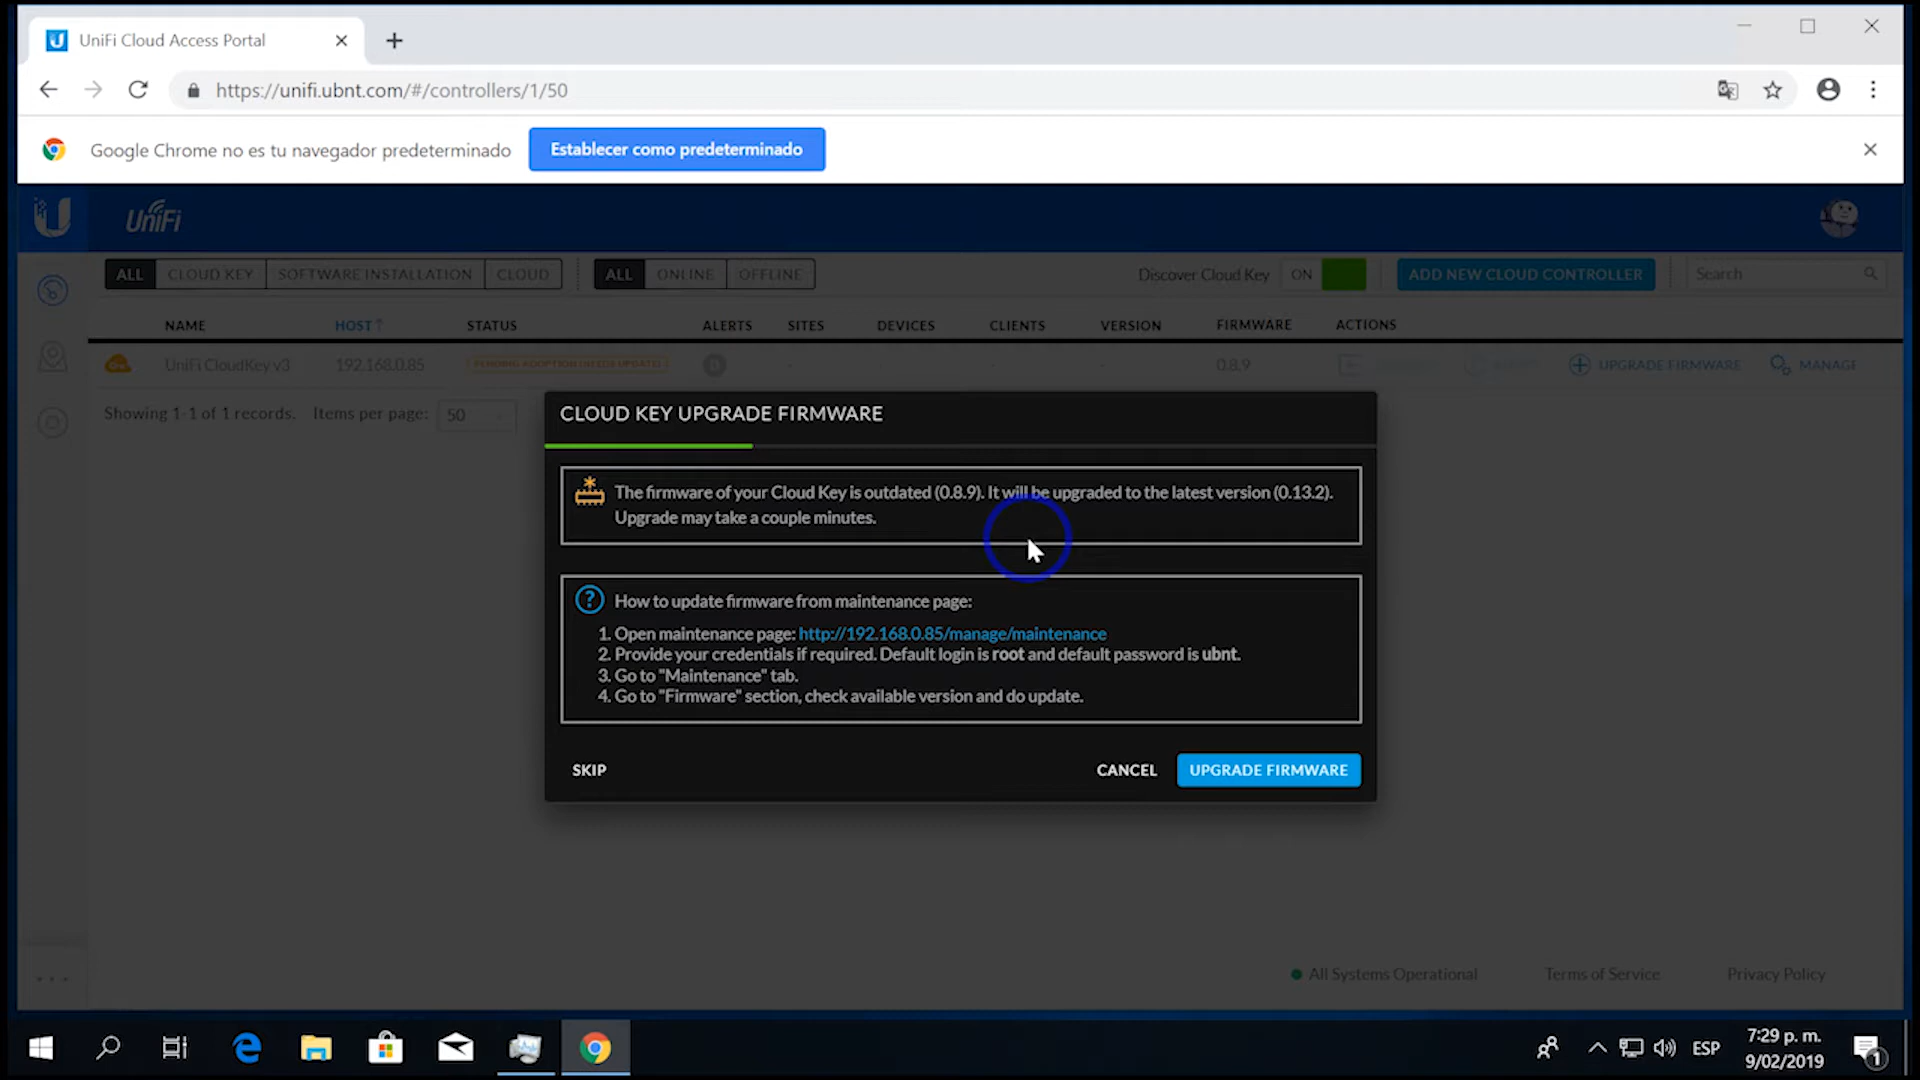 UniFi Cloud Access Portal
https://unifi.ubnt.com/#/controllers/1/50
Google Chrome no es tu navegador predeterminado
Establecer como predeterminado
UniFi
ALL CLOUD KEY SOFTWARE INSTALLATION CLOUD ALL ONLINE OFFLINE Discover Cloud Key ON ADD NEW CLOUD CONTROLLER Search
NAME HOST STATUS ALERTS SITES DEVICES CLIENTS VERSION FIRMWARE ACTIONS
UniFi CloudKey v3 192.168.0.85 PENDING ADOPTION (NEEDS UPDATE) 0 - - - - 0.8.9 UPGRADE FIRMWARE MANAGE
Showing 1-1 of 1 records. Items per page: 50
CLOUD KEY UPGRADE FIRMWARE
The firmware of your Cloud Key is outdated (0.8.9). It will be upgraded to the latest version (0.13.2).
Upgrade may take a couple minutes.
How to update firmware from maintenance page:
1. Open maintenance page: http://192.168.0.85/manage/maintenance
2. Provide your credentials if required. Default login is root and default password is ubnt.
3. Go to "Maintenance" tab.
4. Go to "Firmware" section, check available version and do update.
SKIP CANCEL UPGRADE FIRMWARE
All Systems Operational Terms of Service Privacy Policy
ESP
7:29 p. m.
9/02/2019
1